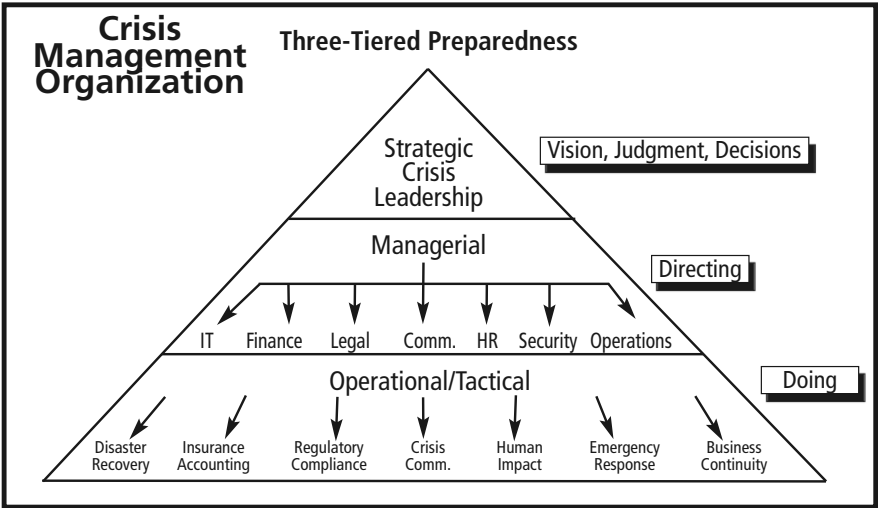 Crisis
Management
Organization
Three-Tiered Preparedness
Strategic
Crisis
Leadership
Vision, Judgment, Decisions
Managerial
Directing
IT Finance Legal Comm. HR Security Operations
Operational/Tactical
Doing
Disaster Insurance Regulatory Crisis Human Emergency Business
Recovery Accounting Compliance Comm. Impact Response Continuity